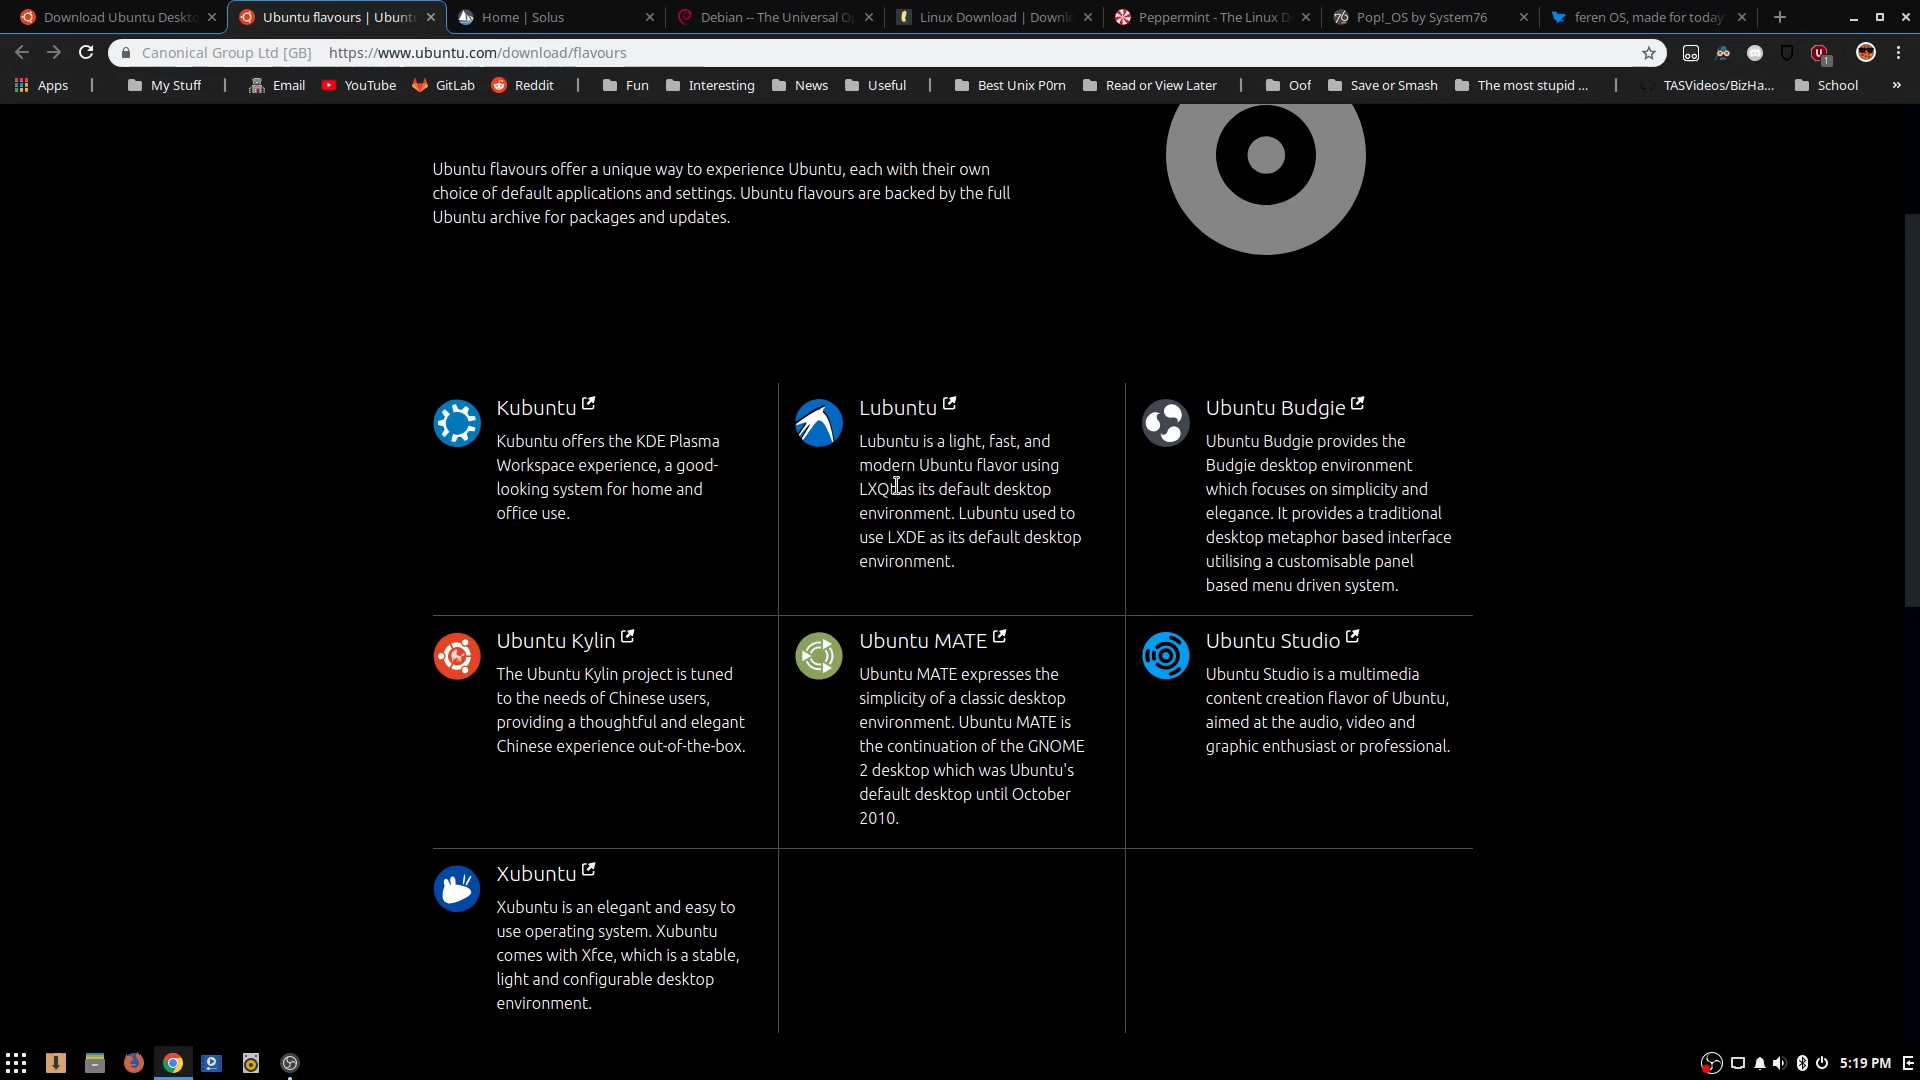 Download Ubuntu Deskto
Ubuntu flavours | Ubunt
Home | Solus
Debian -- The Universal O
Linux Download | Downlo
Peppermint - The Linux D
Pop!_OS by System76
feren OS, made for today'
Canonical Group Ltd [GB] https://www.ubuntu.com/download/flavours
1
Apps | My Stuff | Email YouTube GitLab Reddit | Fun Interesting News Useful | Best Unix P0rn Read or View Later | Oof Save or Smash The most stupid ... | TASVideos/BizHa... School »
Ubuntu flavours offer a unique way to experience Ubuntu, each with their own
choice of default applications and settings. Ubuntu flavours are backed by the full
Ubuntu archive for packages and updates.
Kubuntu
Kubuntu offers the KDE Plasma
Workspace experience, a good-
looking system for home and
office use.
Lubuntu
Lubuntu is a light, fast, and
modern Ubuntu flavor using
LXQt as its default desktop
environment. Lubuntu used to
use LXDE as its default desktop
environment.
Ubuntu Budgie
Ubuntu Budgie provides the
Budgie desktop environment
which focuses on simplicity and
elegance. It provides a traditional
desktop metaphor based interface
utilising a customisable panel
based menu driven system.
Ubuntu Kylin
The Ubuntu Kylin project is tuned
to the needs of Chinese users,
providing a thoughtful and elegant
Chinese experience out-of-the-box.
Ubuntu MATE
Ubuntu MATE expresses the
simplicity of a classic desktop
environment. Ubuntu MATE is
the continuation of the GNOME
2 desktop which was Ubuntu's
default desktop until October
2010.
Ubuntu Studio
Ubuntu Studio is a multimedia
content creation flavor of Ubuntu,
aimed at the audio, video and
graphic enthusiast or professional.
Xubuntu
Xubuntu is an elegant and easy to
use operating system. Xubuntu
comes with Xfce, which is a stable,
light and configurable desktop
environment.
5:19 PM